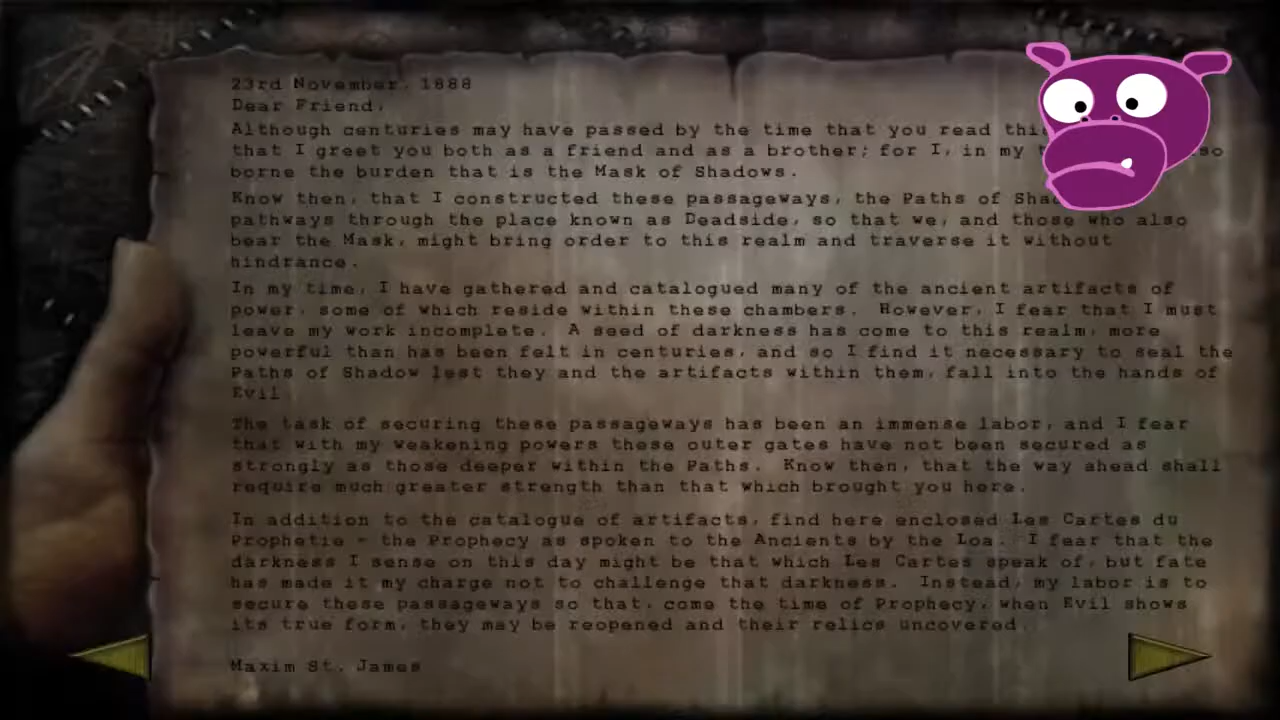 23rd November, 1888
Dear Friend,
Although centuries may have passed by the time that you read
that I greet you both as a friend and as a brother; for I, in my
borne the burden that is the Mask of Shadows.
Know then, that I constructed these passageways, the Paths of
pathways through the place known as Deadside, so that we, and those who also
bear the Mask, might bring order to this realm and traverse it without
hindrance.
In my time, I have gathered and catalogued many of the ancient artifacts of
power, some of which reside within these chambers. However, I fear that I must
leave my work incomplete. A seed of darkness has come to this realm, more
powerful than has been felt in centuries, and so I find it necessary to seal the
Paths of Shadow lest they and the artifacts within them, fall into the hands of
Evil.
The task of securing these passageways has been an immense labor, and I fear
that with my weakening powers these outer gates have not been secured as
strongly as those deeper within the Paths. Know then, that the way ahead shall
require much greater strength than that which brought you here.
In addition to the catalogue of artifacts, find here enclosed Les Cartes du
Prophetie - the Prophecy as spoken to the Ancients by the Loa. I fear that the
darkness I sense on this day might be that which Les Cartes speak of, but fate
has made it my charge not to challenge that darkness. Instead, my labor is to
secure these passageways so that, come the time of Prophecy, when Evil shows
its true form, they may be reopened and their relics uncovered.
Maxim St. James